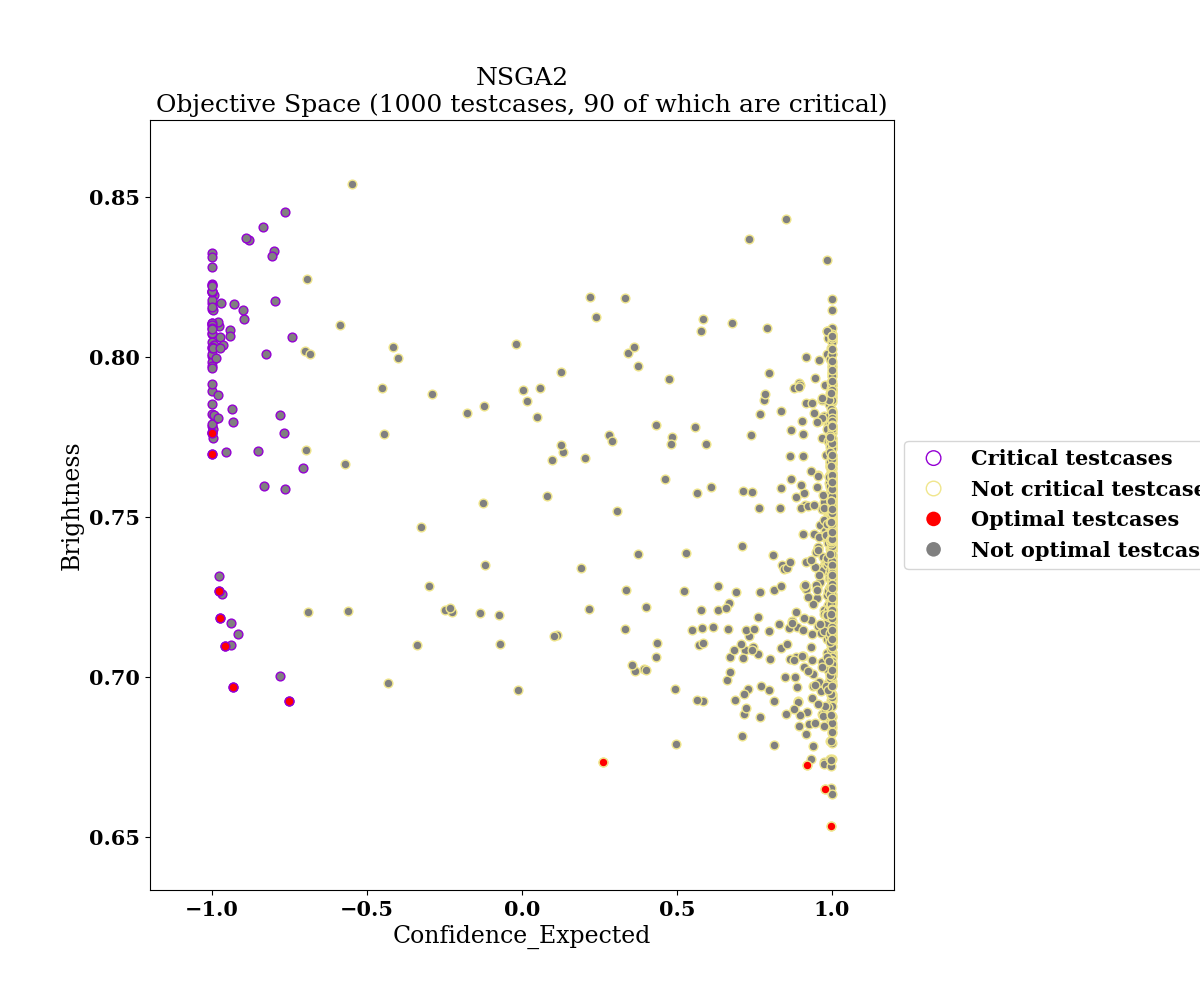 NSGA2
Objective Space (1000 testcases, 90 of which are critical)
0.85
0.80
0.75
0.70
0.65
Brightness
−1.0 −0.5 0.0 0.5 1.0
Confidence_Expected
Critical testcases
Not critical testcase
Optimal testcases
Not optimal testcas